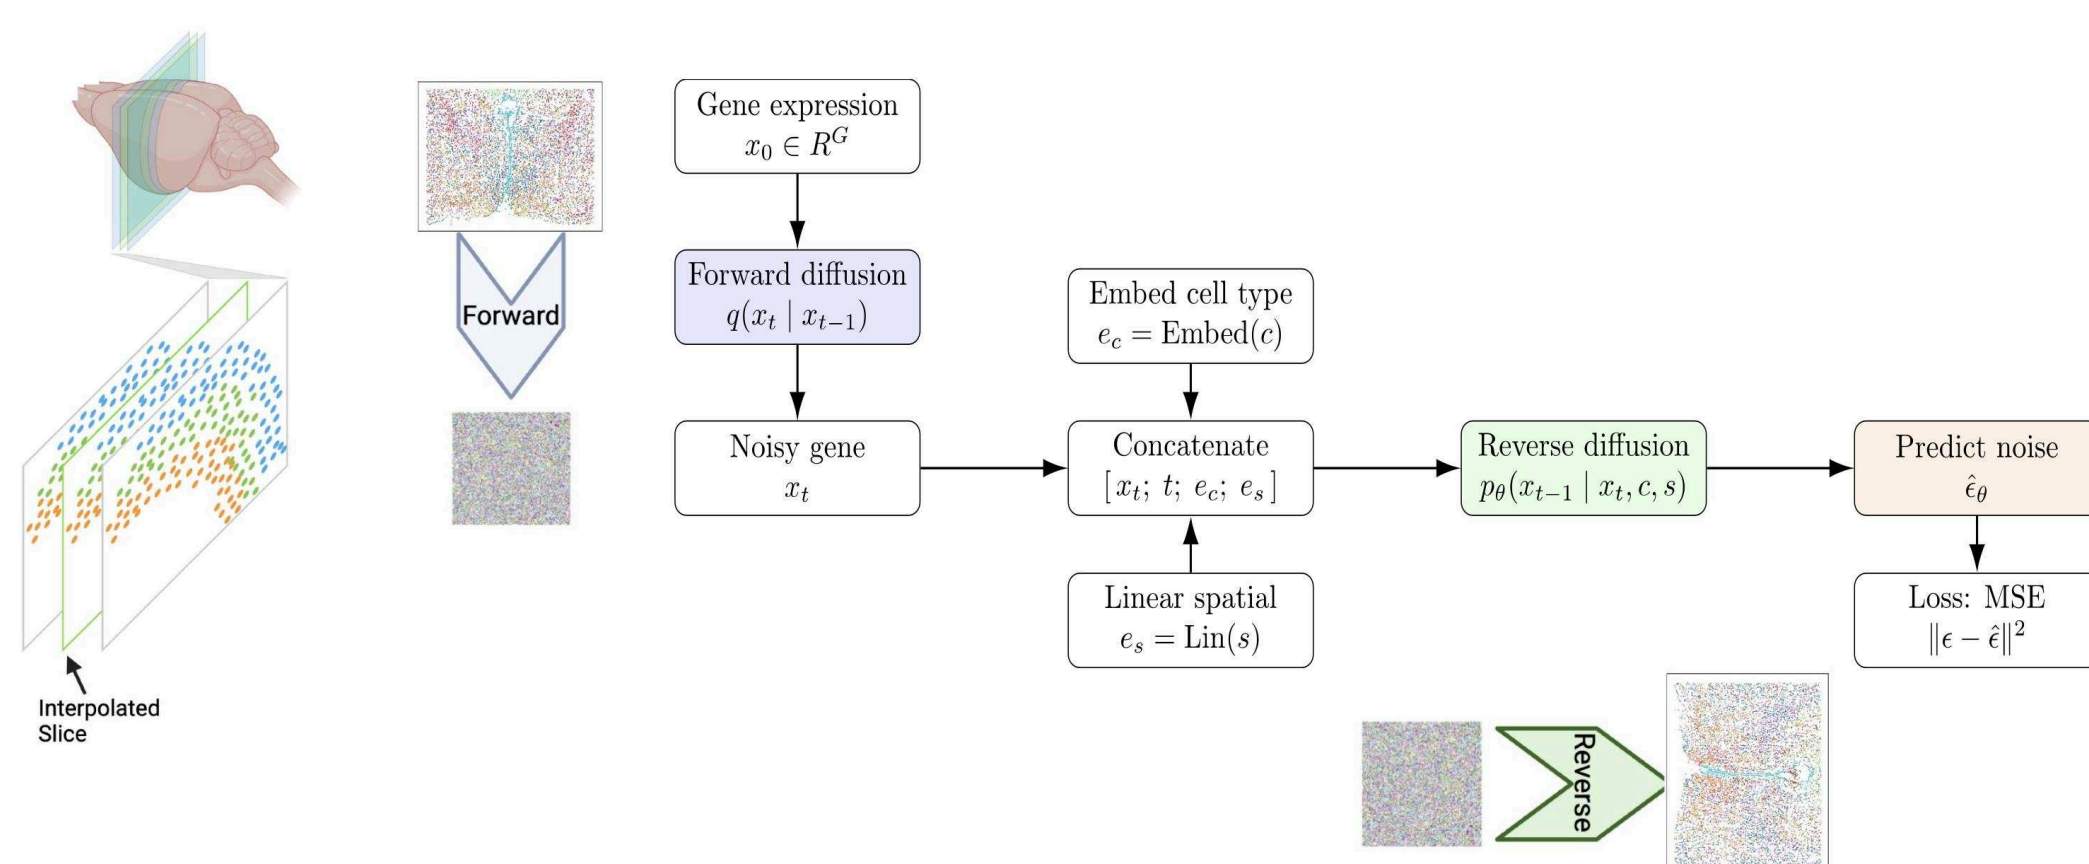 Gene expression
x₀ ∈ R^G
Forward diffusion
q(x_t | x_{t−1})
Forward
Embed cell type
e_c = Embed(c)
Noisy gene
x_t
Concatenate
[x_t; t; e_c; e_s]
Reverse diffusion
p_θ(x_{t−1} | x_t, c, s)
Predict noise
ε̂_θ
Linear spatial
e_s = Lin(s)
Loss: MSE
‖ϵ − ϵ̂‖²
Interpolated
Slice
Reverse